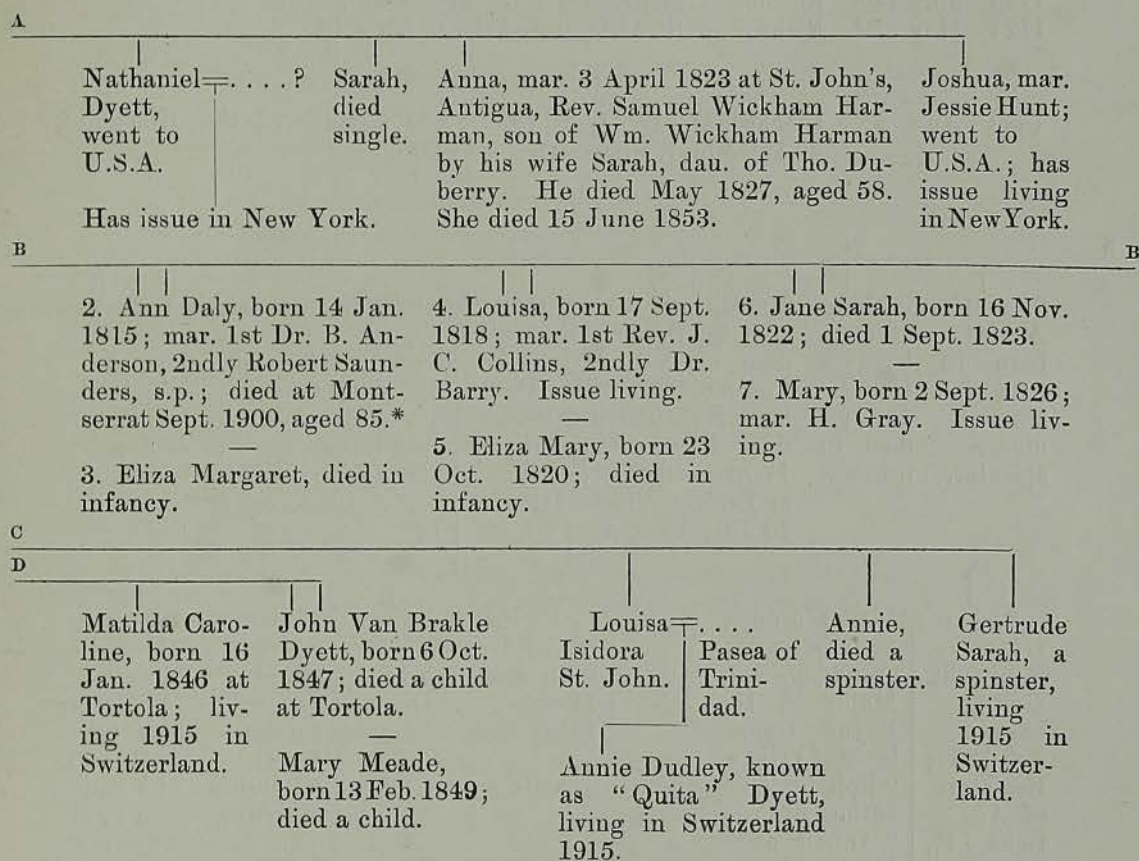 A
Nathaniel=. . . . ?
Dyett,
went to
U.S.A.
Has issue in New York.
Sarah,
died
single.
Anna, mar. 3 April 1823 at St. John's,
Antigua, Rev. Samuel Wickham Har-
man, son of Wm. Wickham Harman
by his wife Sarah, dau. of Tho. Du-
berry. He died May 1827, aged 58.
She died 15 June 1853.
Joshua, mar.
Jessie Hunt;
went to
U.S.A.; has
issue living
in New York.
B
B
2. Ann Daly, born 14 Jan.
1815; mar. 1st Dr. B. An-
derson, 2ndly Robert Saun-
ders, s.p.; died at Mont-
serrat Sept. 1900, aged 85.*
—
3. Eliza Margaret, died in
infancy.
4. Louisa, born 17 Sept.
1818; mar. 1st Rev. J.
C. Collins, 2ndly Dr.
Barry. Issue living.
—
5. Eliza Mary, born 23
Oct. 1820; died in
infancy.
6. Jane Sarah, born 16 Nov.
1822; died 1 Sept. 1823.
—
7. Mary, born 2 Sept. 1826;
mar. H. Gray. Issue liv-
ing.
C
D
Matilda Caro-
line, born 16
Jan. 1846 at
Tortola; liv-
ing 1915 in
Switzerland.
John Van Brakle
Dyett, born 6 Oct.
1847; died a child
at Tortola.
—
Mary Meade,
born 13 Feb. 1849;
died a child.
Louisa=. . . .
Isidora
St. John.
Pasea of
Trini-
dad.
Annie Dudley, known
as "Quita" Dyett,
living in Switzerland
1915.
Annie,
died a
spinster.
Gertrude
Sarah, a
spinster,
living
1915 in
Switzer-
land.